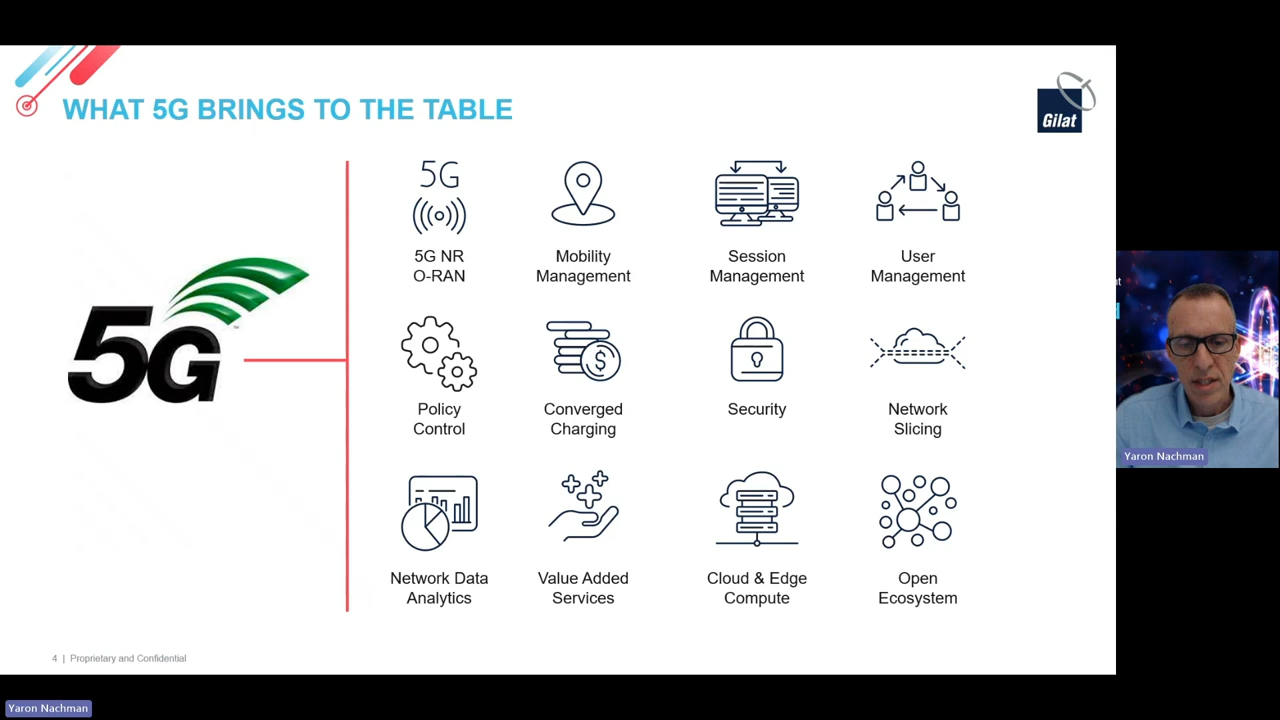 WHAT 5G BRINGS TO THE TABLE
Gilat
5G
5G
5G NR
O-RAN
Mobility
Management
Session
Management
User
Management
Policy
Control
$
Converged
Charging
Security
Network
Slicing
Network Data
Analytics
Value Added
Services
Cloud & Edge
Compute
Open
Ecosystem
4 | Proprietary and Confidential
Yaron Nachman
Yaron Nachman